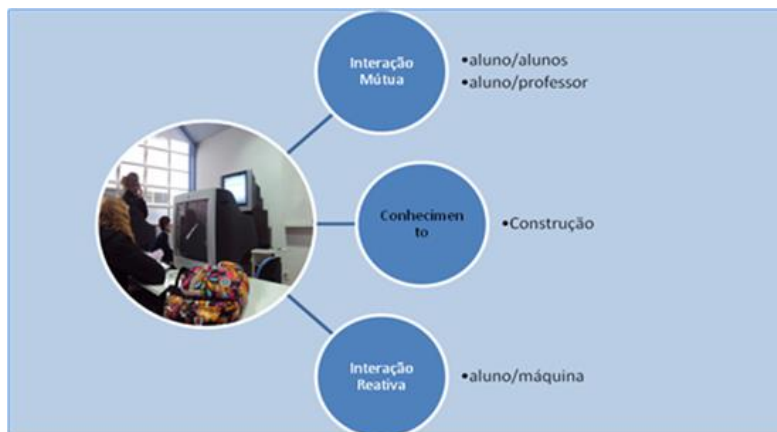 Interação
Mútua
•aluno/alunos
•aluno/professor
Conhecimen
to
•Construção
Interação
Reativa
•aluno/máquina